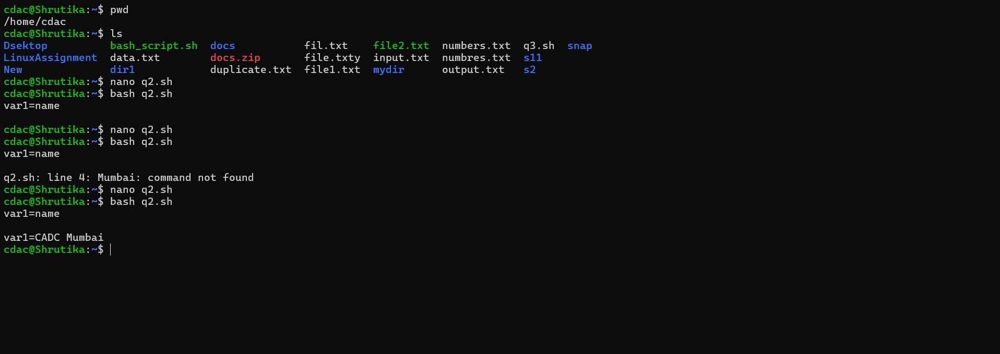 cdac@Shrutika:~$ pwd
/home/cdac
cdac@Shrutika:~$ ls
Dsektop bash_script.sh docs fil.txt file2.txt numbers.txt q3.sh snap
LinuxAssignment data.txt docs.zip file.txty input.txt numbres.txt s11
New dir1 duplicate.txt file1.txt mydir output.txt s2
cdac@Shrutika:~$ nano q2.sh
cdac@Shrutika:~$ bash q2.sh
var1=name
cdac@Shrutika:~$ nano q2.sh
cdac@Shrutika:~$ bash q2.sh
var1=name
q2.sh: line 4: Mumbai: command not found
cdac@Shrutika:~$ nano q2.sh
cdac@Shrutika:~$ bash q2.sh
var1=name
var1=CADC Mumbai
cdac@Shrutika:~$